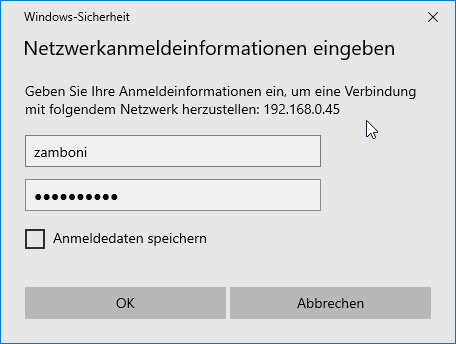 Windows-Sicherheit
Netzwerkanmeldeinformationen eingeben
Geben Sie Ihre Anmeldeinformationen ein, um eine Verbindung
mit folgendem Netzwerk herzustellen: 192.168.0.45
zamboni
●●●●●●●●●●
Anmeldedaten speichern
OK
Abbrechen